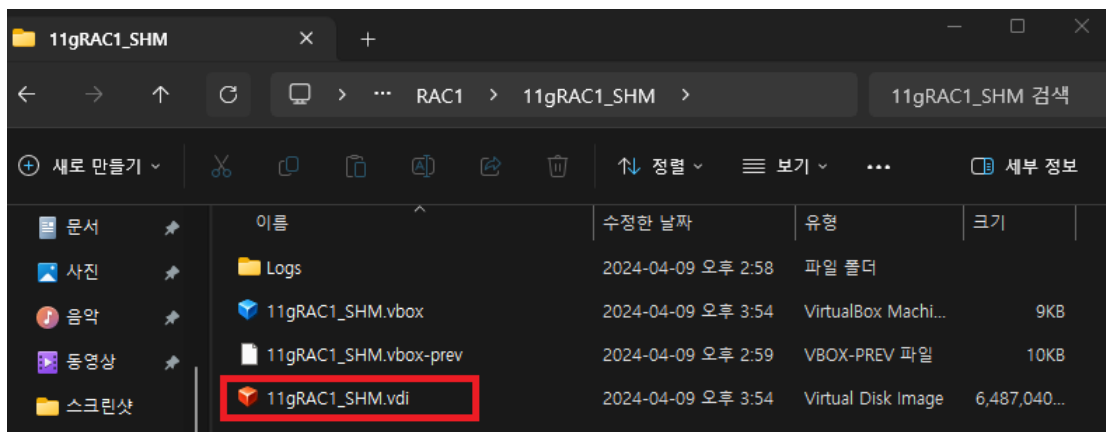 11gRAC1_SHM
... RAC1 > 11gRAC1_SHM > 11gRAC1_SHM 검색
새로 만들기 정렬 보기 ... 세부 정보
이름 수정한 날짜 유형 크기
문서
사진
음악
동영상
스크린샷
Logs 2024-04-09 오후 2:58 파일 폴더
11gRAC1_SHM.vbox 2024-04-09 오후 3:54 VirtualBox Machi... 9KB
11gRAC1_SHM.vbox-prev 2024-04-09 오후 2:59 VBOX-PREV 파일 10KB
11gRAC1_SHM.vdi 2024-04-09 오후 3:54 Virtual Disk Image 6,487,040...